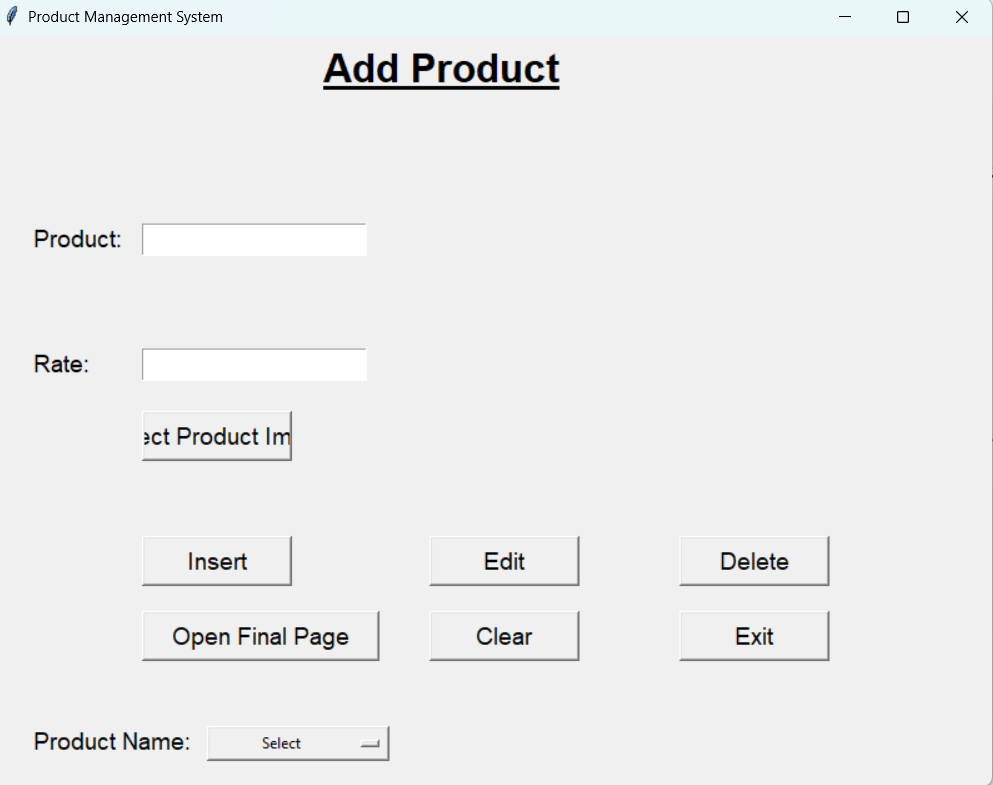 Product Management System
Add Product
Product:
Rate:
ect Product Im
Insert Edit Delete
Open Final Page Clear Exit
Product Name: Select